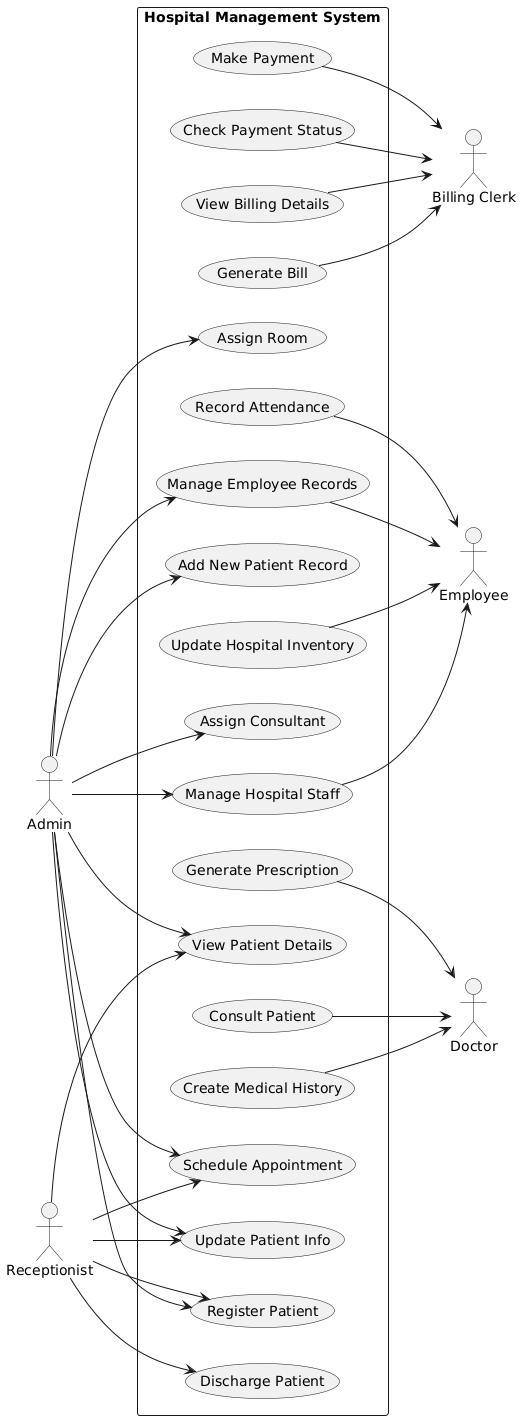 Hospital Management System
Make Payment
Check Payment Status
Billing Clerk
View Billing Details
Generate Bill
Assign Room
Record Attendance
Manage Employee Records
Add New Patient Record
Employee
Update Hospital Inventory
Assign Consultant
Manage Hospital Staff
Admin
Generate Prescription
View Patient Details
Consult Patient
Doctor
Create Medical History
Schedule Appointment
Update Patient Info
Receptionist
Register Patient
Discharge Patient